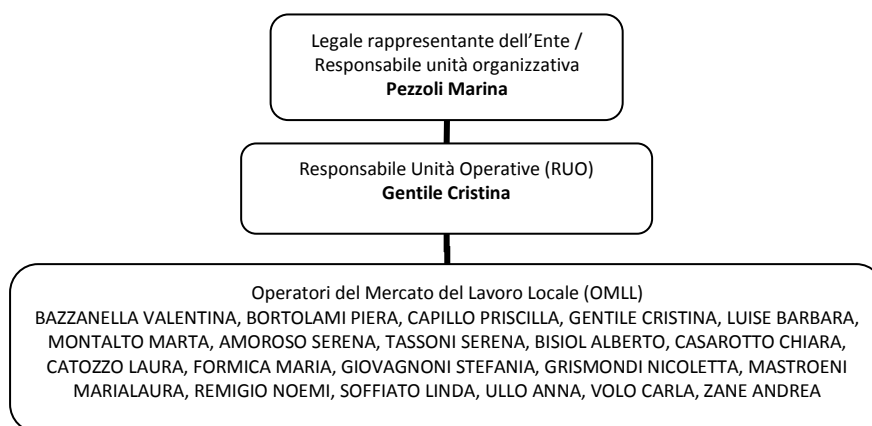 Legale rappresentante dell'Ente /
Responsabile unità organizzativa
Pezzoli Marina
Responsabile Unità Operative (RUO)
Gentile Cristina
Operatori del Mercato del Lavoro Locale (OMLL)
BAZZANELLA VALENTINA, BORTOLAMI PIERA, CAPILLO PRISCILLA, GENTILE CRISTINA, LUISE BARBARA,
MONTALTO MARTA, AMOROSO SERENA, TASSONI SERENA, BISIOL ALBERTO, CASAROTTO CHIARA,
CATOZZO LAURA, FORMICA MARIA, GIOVAGNONI STEFANIA, GRISMONDI NICOLETTA, MASTROENI
MARIALAURA, REMIGIO NOEMI, SOFFIATO LINDA, ULLO ANNA, VOLO CARLA, ZANE ANDREA